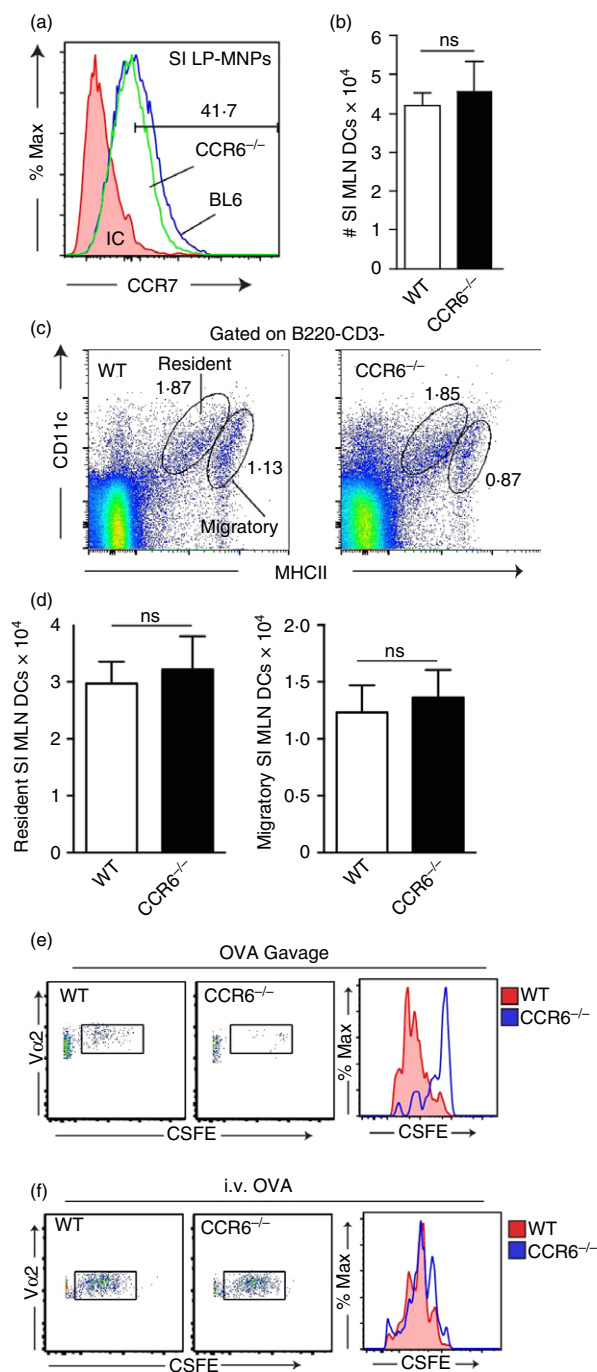 (a)
SI LP-MNPs
41·7
CCR6−/−
BL6
IC
% Max
CCR7
(b)
ns
# SI MLN DCs × 10⁴
6
5
4
3
2
1
0
WT
CCR6−/−
(c)
Gated on B220-CD3-
WT
Resident
1·87
1·13
Migratory
CCR6−/−
1·85
0·87
CD11c
MHCII
(d)
ns
Resident SI MLN DCs × 10⁴
4
3
2
1
0
WT
CCR6−/−
ns
Migratory SI MLN DCs × 10⁴
2·0
1·5
1·0
0·5
0
WT
CCR6−/−
(e)
OVA Gavage
WT
CCR6−/−
Vα2
CSFE
% Max
CSFE
WT
CCR6−/−
(f)
i.v. OVA
WT
CCR6−/−
Vα2
CSFE
% Max
CSFE
WT
CCR6−/−